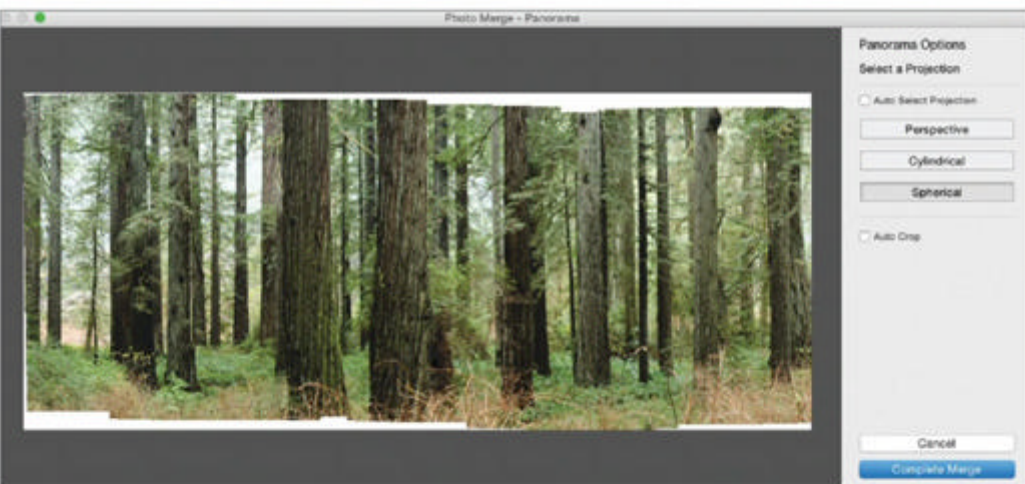 Photo Merge - Panorama
Panorama Options
Select a Projection
Auto Select Projection
Perspective
Cylindrical
Spherical
Auto Crop
Cancel
Complete Merge